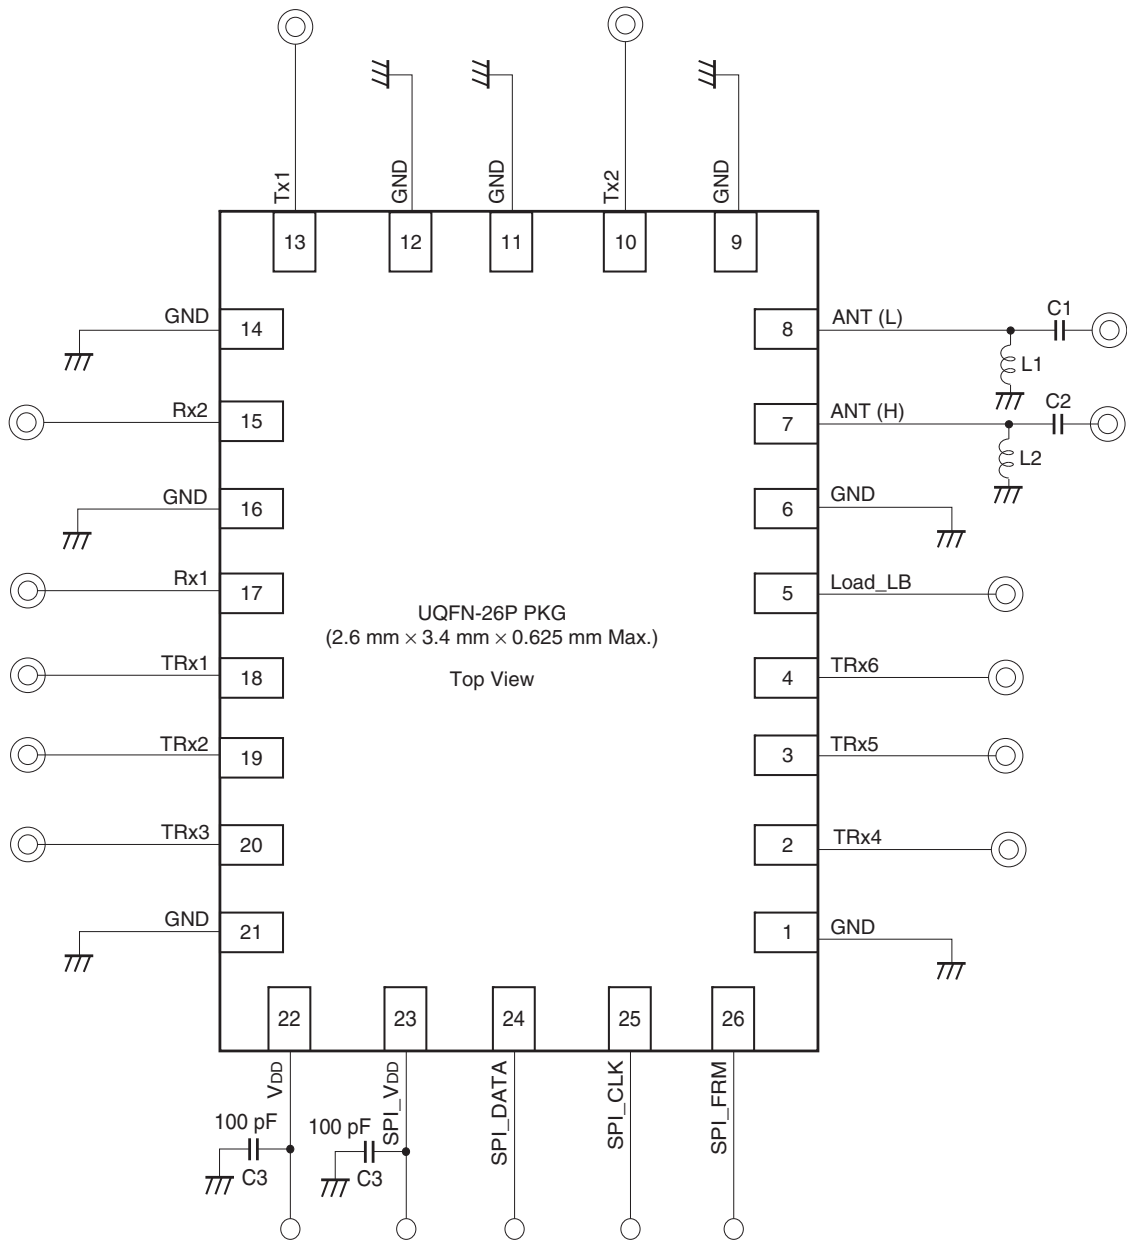 Tx1
GND
GND
Tx2
GND
13
12
11
10
9
GND
14
8
ANT (L)
C1
L1
Rx2
15
7
ANT (H)
C2
L2
GND
16
6
GND
Rx1
17
5
Load_LB
UQFN-26P PKG
(2.6 mm × 3.4 mm × 0.625 mm Max.)
Top View
TRx1
18
4
TRx6
TRx2
19
3
TRx5
TRx3
20
2
TRx4
GND
21
1
GND
22
23
24
25
26
VDD
SPI_VDD
SPI_DATA
SPI_CLK
SPI_FRM
100 pF
C3
100 pF
C3